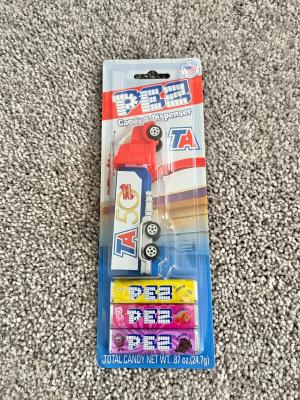 PEZ
Candy & Dispenser
TA
TA 50
PEZ
PEZ
PEZ
TOTAL CANDY NET WT. .87 oz. (24.7g)